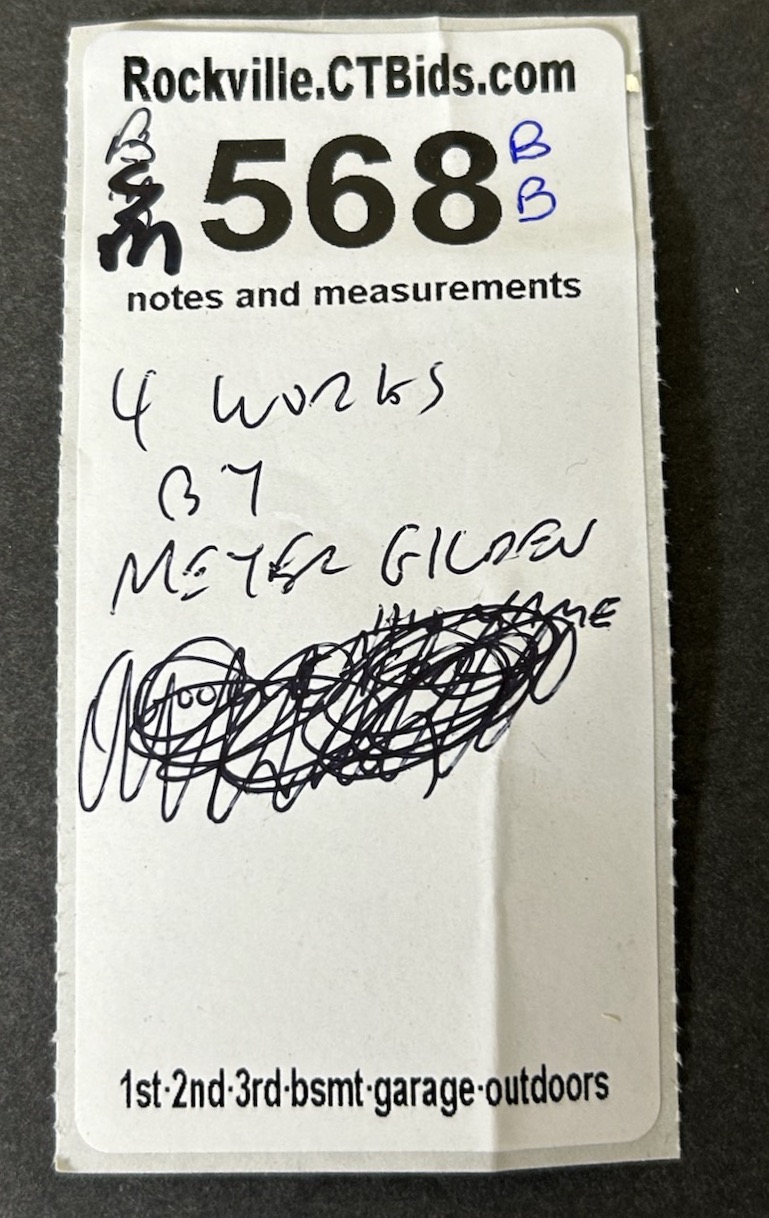 Rockville.CTBids.com
B
568 B
B
m
notes and measurements
4 WORKS
BY
MEYER GILDEN
1st·2nd·3rd·bsmt·garage·outdoors